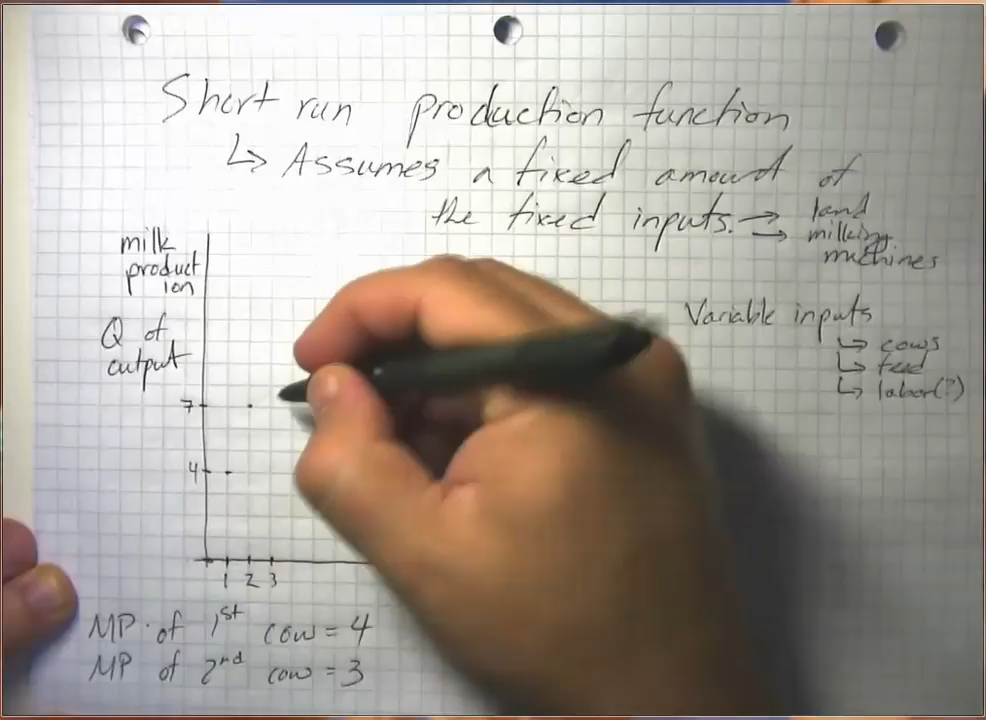 Short run production function
↳ Assumes a fixed amount of
the fixed inputs. → land
→ milking
machines
milk
product
ion
Q of
output
7
4
1 2 3
Variable inputs
↳ cows
↳ feed
↳ labor(?)
MP of 1st cow = 4
MP of 2nd cow = 3